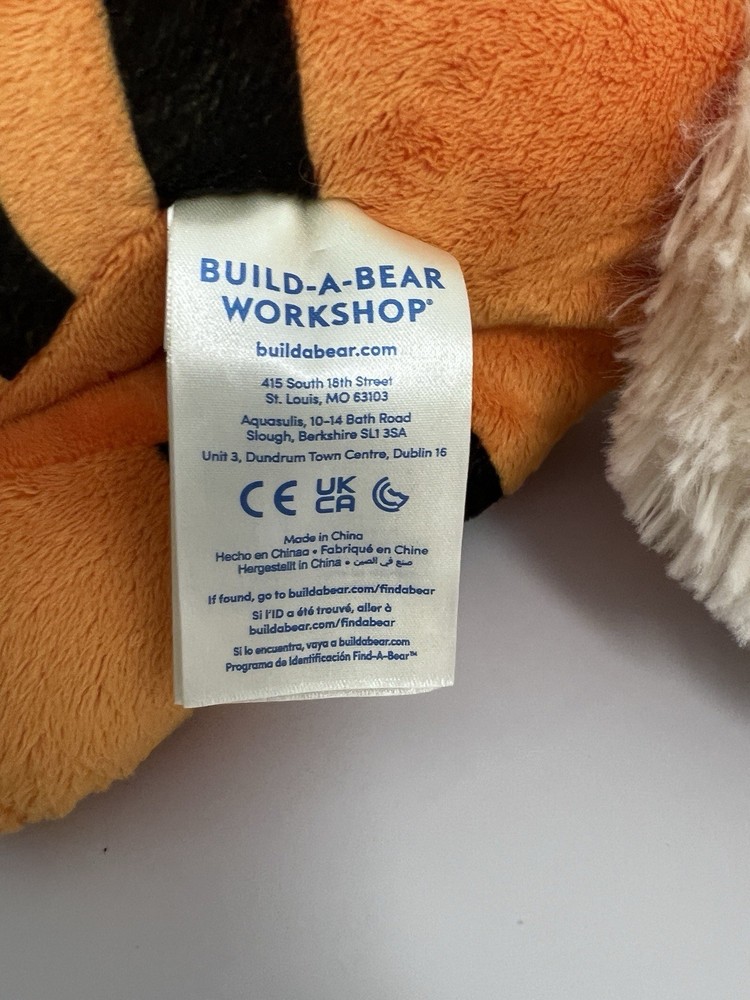 BUILD-A-BEAR
WORKSHOP®
buildabear.com
415 South 18th Street
St. Louis, MO 63103
Aquasulis, 10-14 Bath Road
Slough, Berkshire SL1 3SA
Unit 3, Dundrum Town Centre, Dublin 16
CE UK
CA
Made in China
Hecho en Chinaa • Fabriqué en Chine
Hergestellt in China • صنع في الصين
If found, go to buildabear.com/findabear
Si l'ID a été trouvé, aller à
buildabear.com/findabear
Si lo encuentra, vaya a buildabear.com
Programa de Identificación Find-A-Bear™